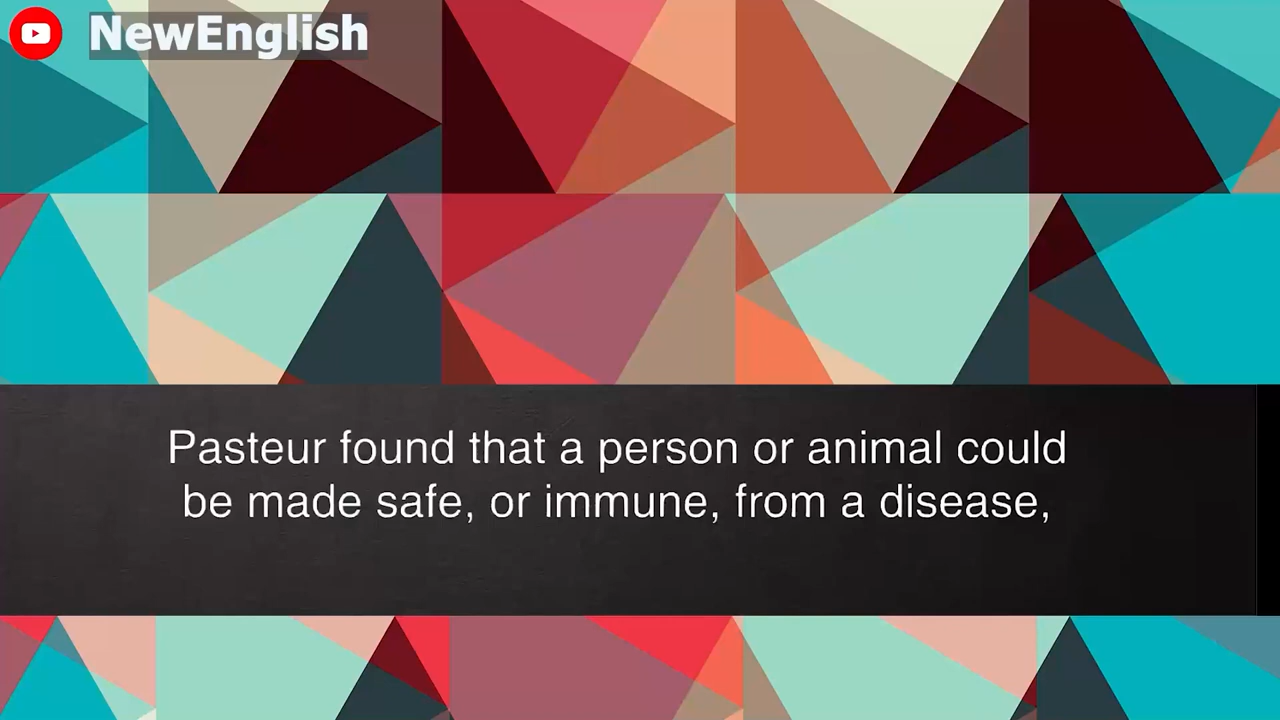 NewEnglish
Pasteur found that a person or animal could
be made safe, or immune, from a disease,